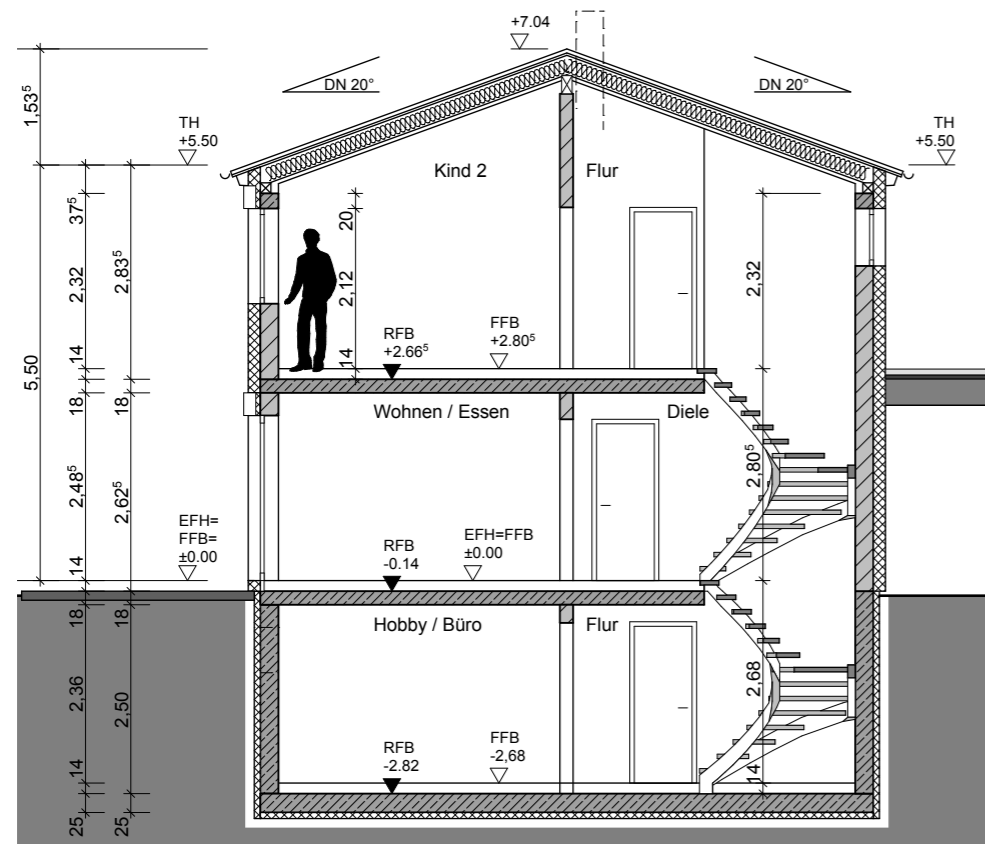 +7.04
DN 20°
DN 20°
1,53⁵
TH
+5.50
TH
+5.50
Kind 2
Flur
37⁵
20
2,32
2,83⁵
2,12
2,32
5,50
RFB
+2.66⁵
FFB
+2.80⁵
14
14
18
18
Wohnen / Essen
Diele
2,48⁵
2,62⁵
2,80⁵
EFH=
FFB=
±0.00
RFB
-0.14
EFH=FFB
±0.00
14
18
18
Hobby / Büro
Flur
2,36
2,50
2,68
RFB
-2.82
FFB
-2,68
14
14
25
25